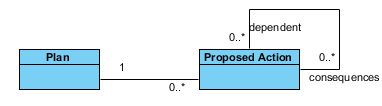 dependent
0..*
Plan
1
0..*
Proposed Action
0..*
consequences